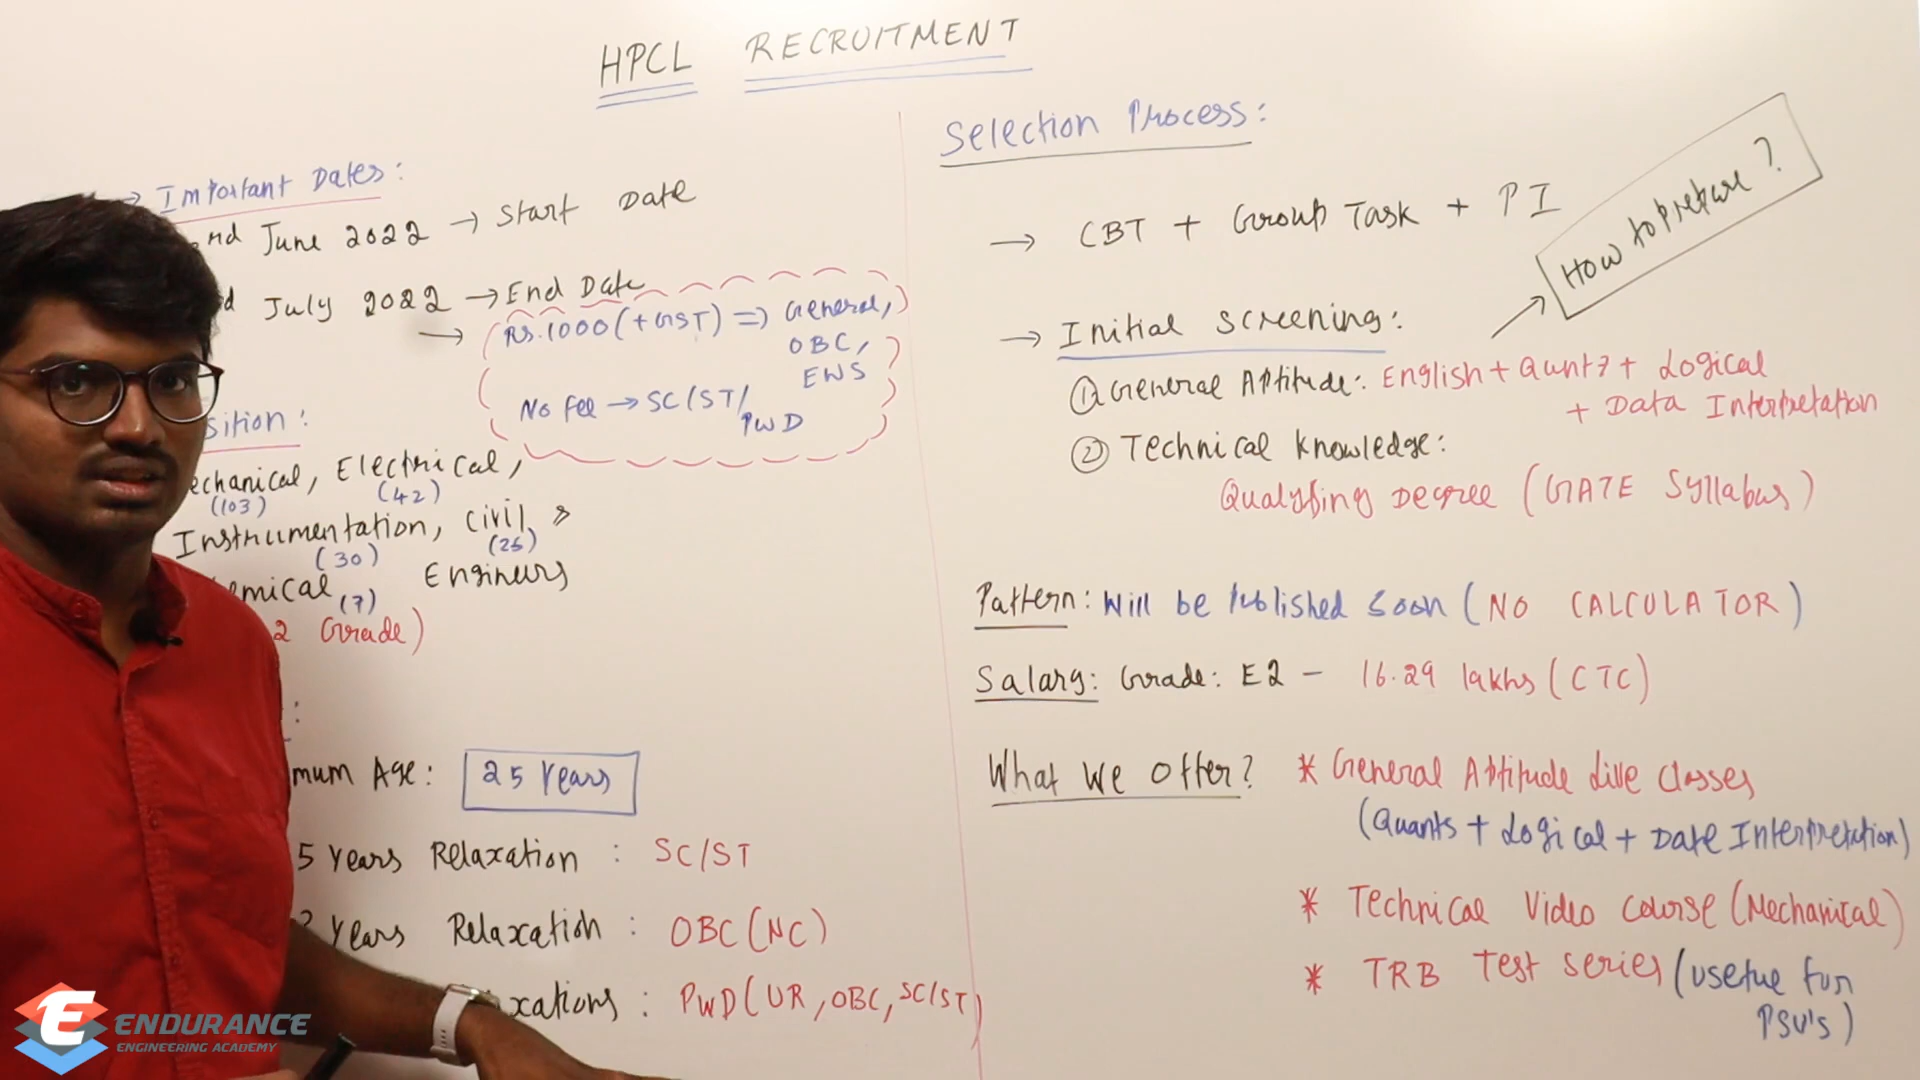 HPCL RECRUITMENT
Important Dates:
nd June 2022 → Start Date
d July 2022 → End Date
→ Rs.1000 (+GST) => General,
OBC,
EWS
No Fee → SC/ST/
PWD
sition:
echanical, Electrical,
(103) (42)
Instrumentation, Civil &
(30) (25)
emical Engineers
(7)
2 Grade)
:
mum Age: 25 Years
5 Years Relaxation : SC/ST
3 Years Relaxation : OBC(NC)
xations : PWD(UR, OBC, SC/ST)
Selection Process:
→ CBT + Group Task + PI
How to prepare?
→ Initial Screening:
① General Aptitude: English + Quants + Logical
+ Data Interpretation
② Technical Knowledge:
Qualyfing Degree (GATE Syllabus)
Pattern: Will be Published Soon (NO CALCULATOR)
Salary: Grade: E2 - 16.29 lakhs (CTC)
What We Offer? * General Aptitude Live Classes
(Quants + Logical + Data Interpretation)
* Technical Video Course (Mechanical)
* TRB Test Series (Useful for
PSU's)
E ENDURANCE
ENGINEERING ACADEMY